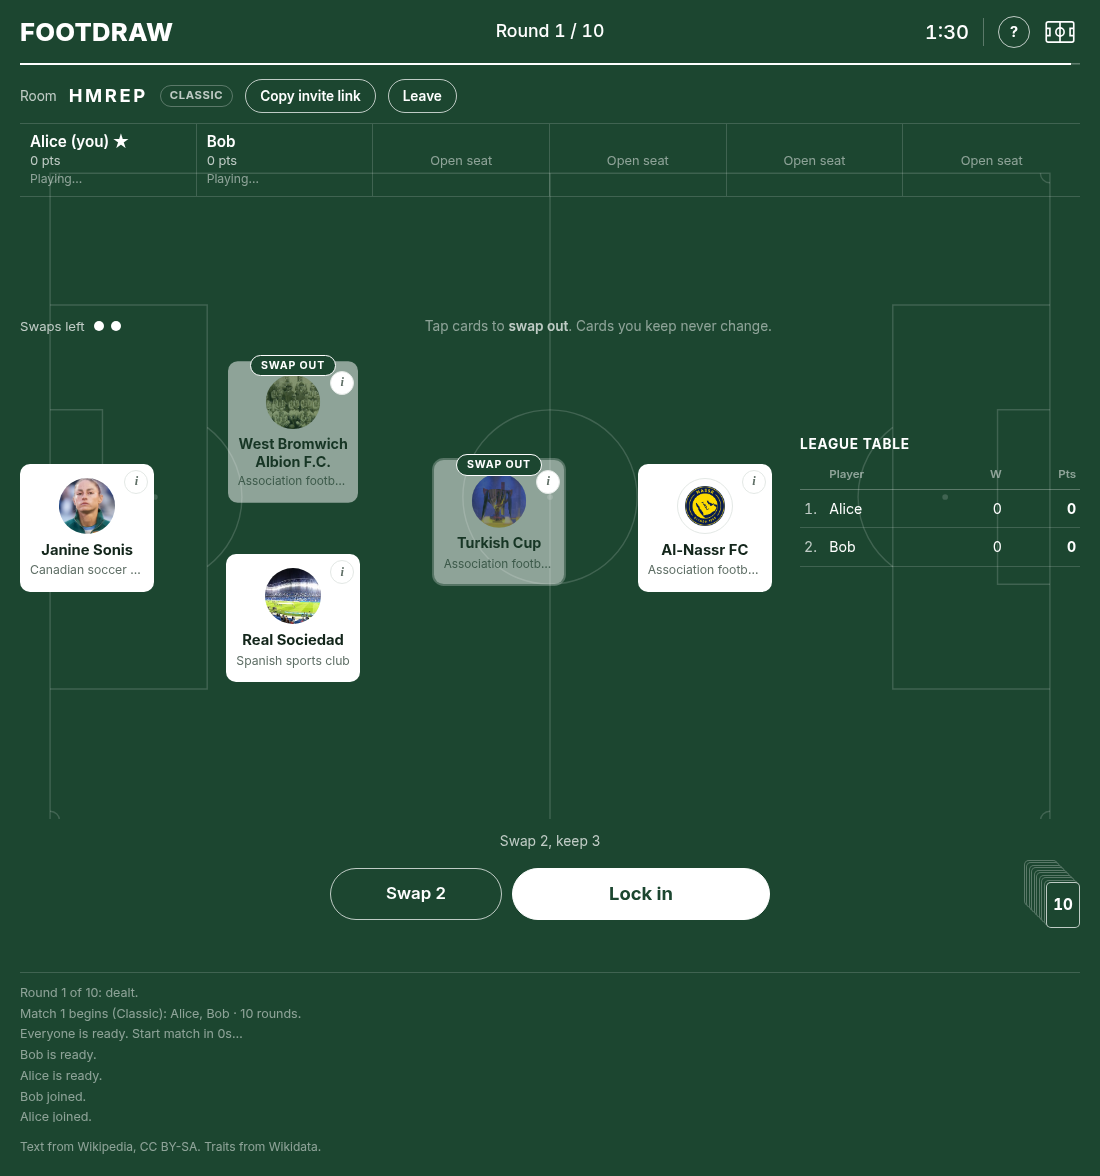 FOOTDRAW
Round 1 / 10
1:30
?
Room HMREP CLASSIC Copy invite link Leave
Alice (you) ★
0 pts
Playing...
Bob
0 pts
Playing...
Open seat
Open seat
Open seat
Open seat
Swaps left
Tap cards to swap out. Cards you keep never change.
SWAP OUT
i
West Bromwich
Albion F.C.
Association footb...
i
Janine Sonis
Canadian soccer ...
i
Real Sociedad
Spanish sports club
SWAP OUT
i
Turkish Cup
Association footb...
i
Al-Nassr FC
Association footb...
LEAGUE TABLE
Player W Pts
1. Alice 0 0
2. Bob 0 0
Swap 2, keep 3
Swap 2
Lock in
10
Round 1 of 10: dealt.
Match 1 begins (Classic): Alice, Bob · 10 rounds.
Everyone is ready. Start match in 0s...
Bob is ready.
Alice is ready.
Bob joined.
Alice joined.
Text from Wikipedia, CC BY-SA. Traits from Wikidata.